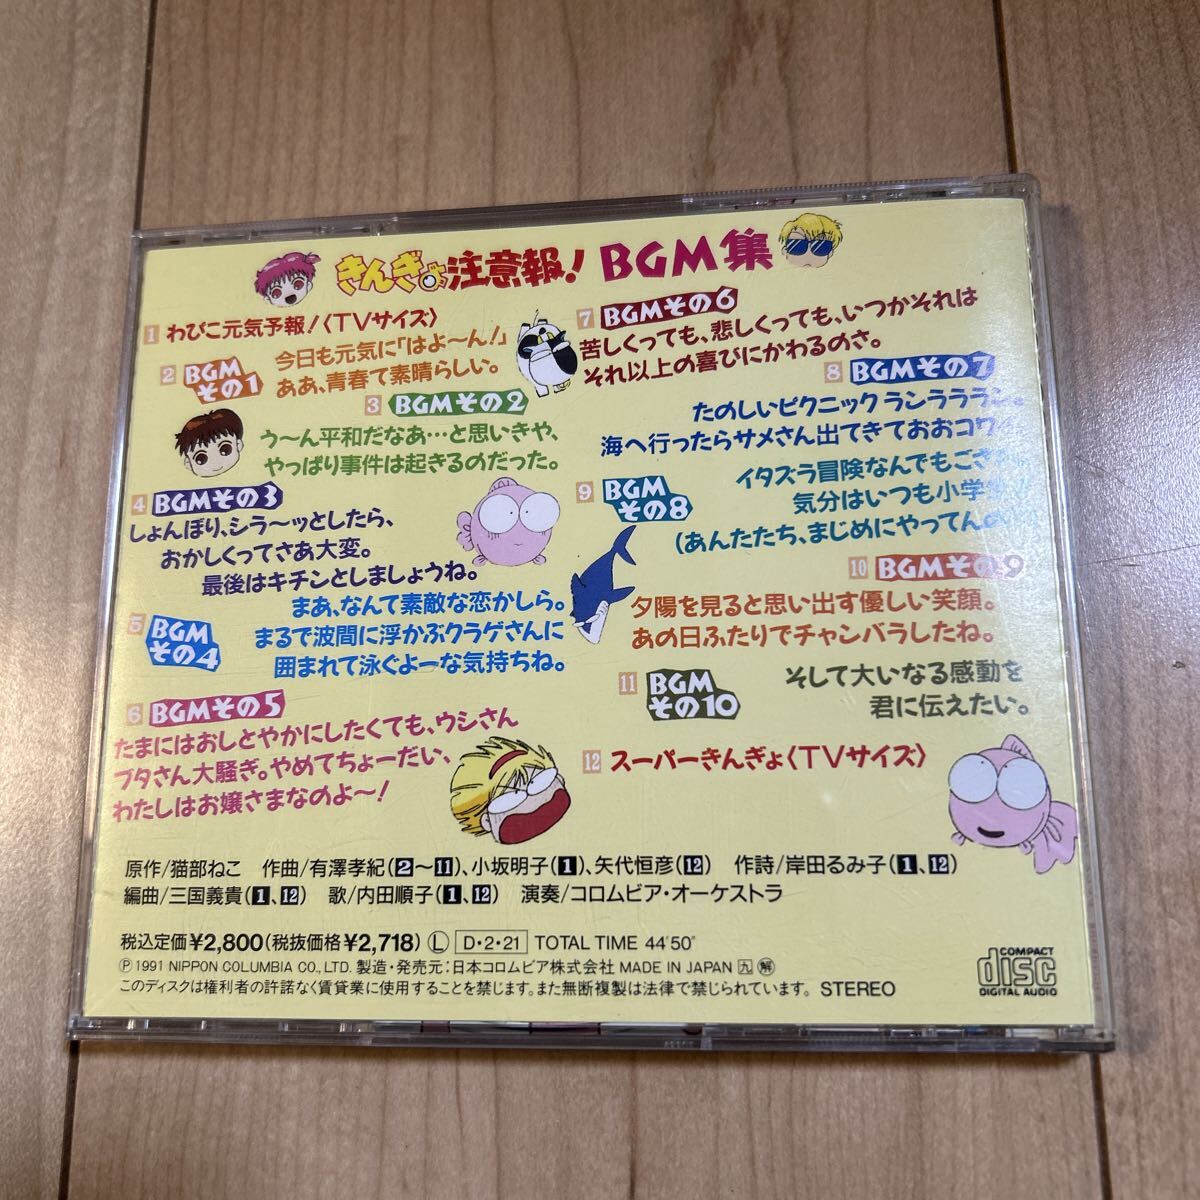 きんぎょ注意報! BGM集
1 わぴこ元気予報!〈TVサイズ〉
2 BGMその1
今日も元気に「はよ〜ん!」
ああ、青春て素晴らしい。
3 BGMその2
う〜ん平和だなあ…と思いきや、
やっぱり事件は起きるのだった。
4 BGMその3
しょんぼり、シラ〜ッとしたら、
おかしくってさあ大変。
最後はキチンとしましょうね。
5 BGMその4
まあ、なんて素敵な恋かしら。
まるで波間に浮かぶクラゲさんに
囲まれて泳ぐよーな気持ちね。
6 BGMその5
たまにはおしとやかにしたくても、ウシさん
ブタさん大騒ぎ。やめてちょーだい、
わたしはお嬢さまなのよ〜!
7 BGMその6
苦しくっても、悲しくっても、いつかそれは
それ以上の喜びにかわるのさ。
8 BGMその7
たのしいピクニックランラララン。
海へ行ったらサメさん出てきておおコワ
9 BGMその8
イタズラ冒険なんでもござ
気分はいつも小学
(あんたたち、まじめにやってんの
10 BGMその9
夕陽を見ると思い出す優しい笑顔。
あの日ふたりでチャンバラしたね。
11 BGMその10
そして大いなる感動を
君に伝えたい。
12 スーパーきんぎょ〈TVサイズ〉
原作/猫部ねこ 作曲/有澤孝紀(2〜11)、小坂明子(1)、矢代恒彦(12) 作詩/岸田るみ子(1、12)
編曲/三国義貴(1、12) 歌/内田順子(1、12) 演奏/コロムビア・オーケストラ
税込定価¥2,800(税抜価格¥2,718) Ⓛ D・2・21 TOTAL TIME 44′50″
Ⓟ 1991 NIPPON COLUMBIA CO., LTD. 製造・発売元:日本コロムビア株式会社 MADE IN JAPAN 九 解
このディスクは権利者の許諾なく賃貸業に使用することを禁じます。また無断複製は法律で禁じられています。 STEREO
COMPACT
disc
DIGITAL AUDIO